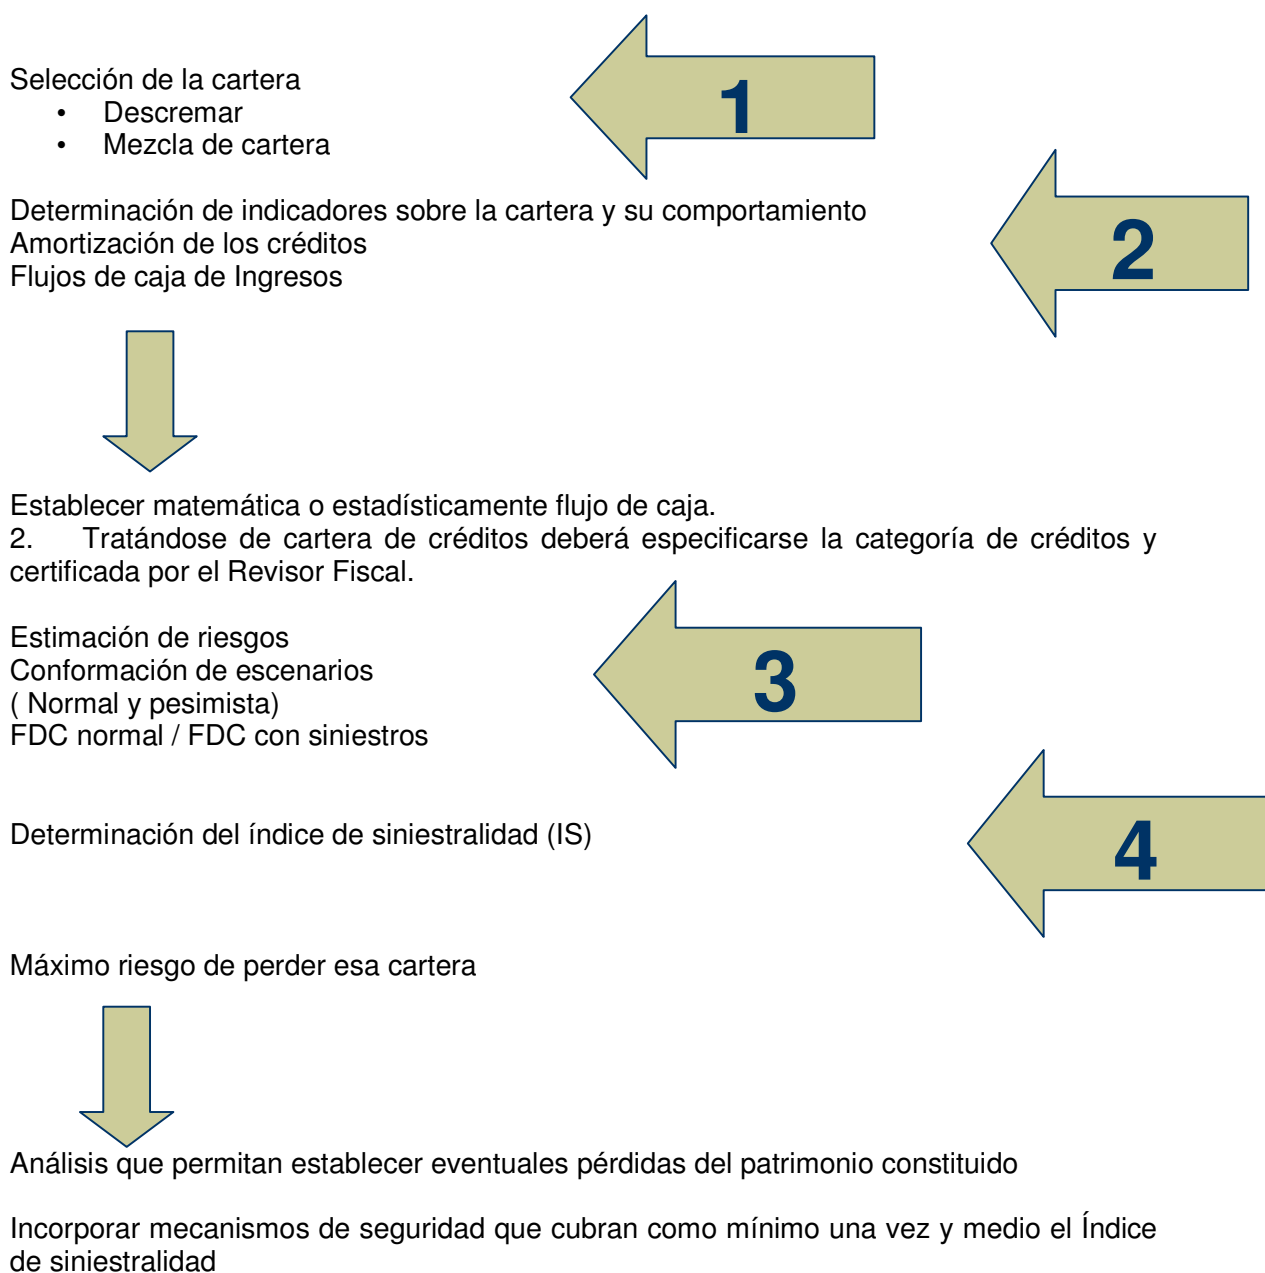 Selección de la cartera
• Descremar
• Mezcla de cartera
1
Determinación de indicadores sobre la cartera y su comportamiento
Amortización de los créditos
Flujos de caja de Ingresos
2
Establecer matemática o estadísticamente flujo de caja.
2. Tratándose de cartera de créditos deberá especificarse la categoría de créditos y
certificada por el Revisor Fiscal.
Estimación de riesgos
Conformación de escenarios
( Normal y pesimista)
FDC normal / FDC con siniestros
3
Determinación del índice de siniestralidad (IS)
4
Máximo riesgo de perder esa cartera
Análisis que permitan establecer eventuales pérdidas del patrimonio constituido
Incorporar mecanismos de seguridad que cubran como mínimo una vez y medio el Índice
de siniestralidad